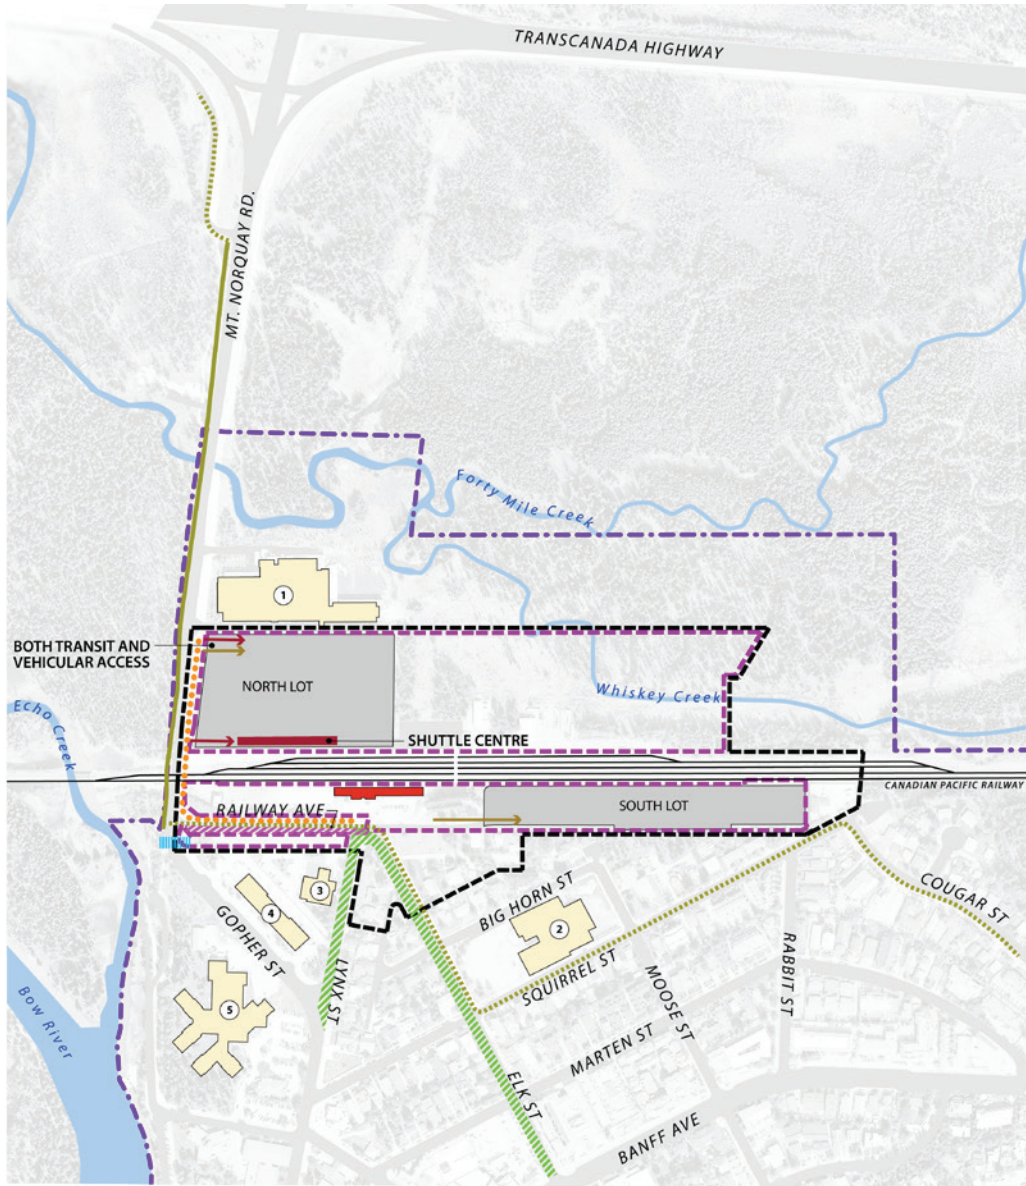 TRANSCANADA HIGHWAY
MT. NORQUAY RD.
Forty Mile Creek
1
BOTH TRANSIT AND
VEHICULAR ACCESS
NORTH LOT
Whiskey Creek
Echo Creek
SHUTTLE CENTRE
CANADIAN PACIFIC RAILWAY
RAILWAY AVE
SOUTH LOT
3
4
2
BIG HORN ST
COUGAR ST
GOPHER ST
SQUIRREL ST
RABBIT ST
LYNX ST
MOOSE ST
5
Bow River
MARTEN ST
ELK ST
BANFF AVE